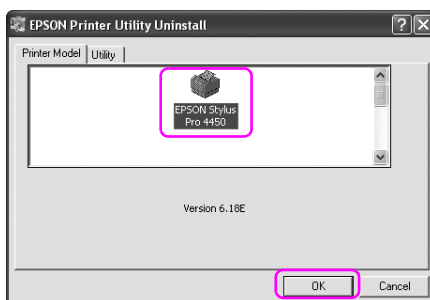 EPSON Printer Utility Uninstall
Printer Model Utility
EPSON Stylus
Pro 4450
Version 6.18E
OK Cancel